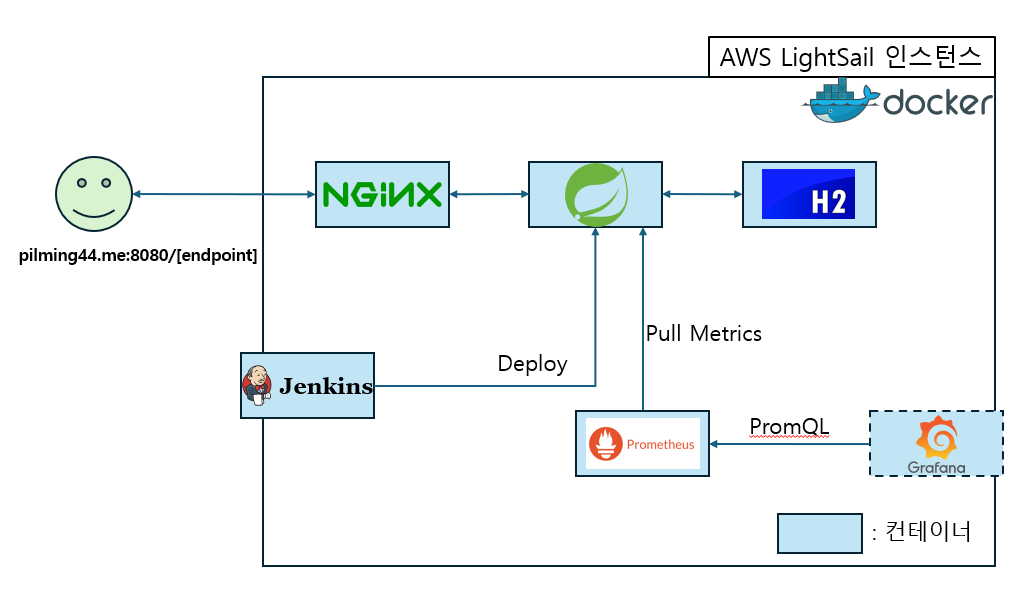 AWS LightSail 인스턴스
docker
NGINX
H2
pilming44.me:8080/[endpoint]
Pull Metrics
Deploy
Jenkins
PromQL
Prometheus
Grafana
: 컨테이너